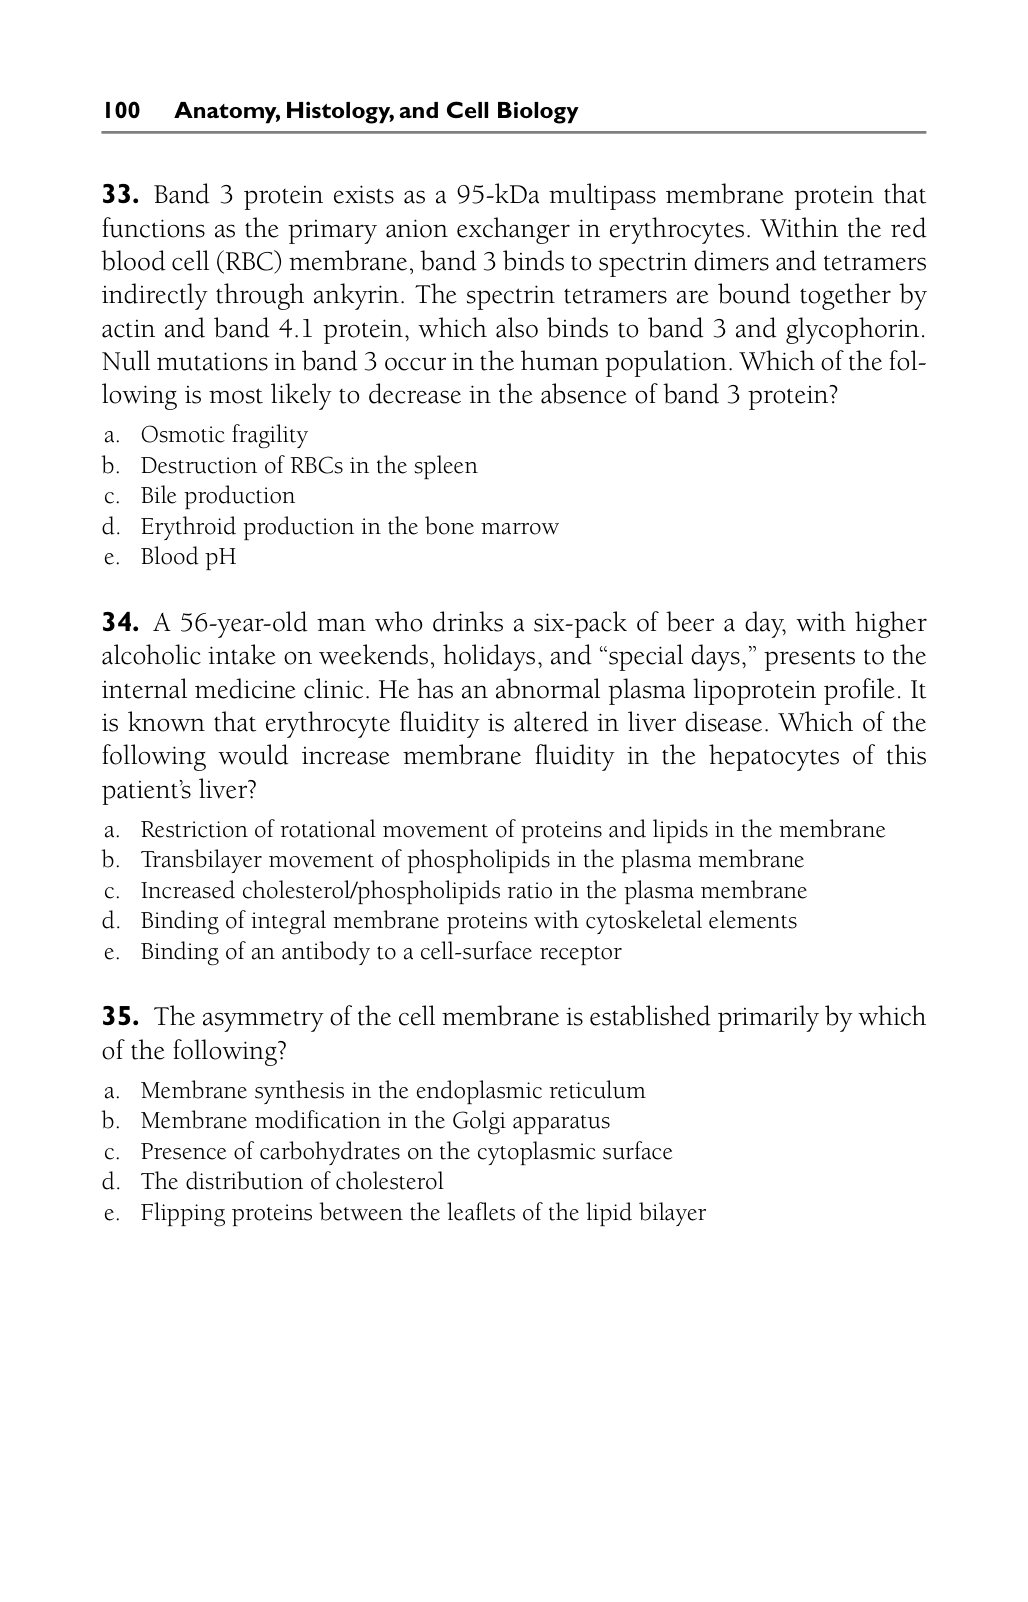 100 Anatomy, Histology, and Cell Biology
33. Band 3 protein exists as a 95-kDa multipass membrane protein that
functions as the primary anion exchanger in erythrocytes. Within the red
blood cell (RBC) membrane, band 3 binds to spectrin dimers and tetramers
indirectly through ankyrin. The spectrin tetramers are bound together by
actin and band 4.1 protein, which also binds to band 3 and glycophorin.
Null mutations in band 3 occur in the human population. Which of the fol-
lowing is most likely to decrease in the absence of band 3 protein?
a. Osmotic fragility
b. Destruction of RBCs in the spleen
c. Bile production
d. Erythroid production in the bone marrow
e. Blood pH
34. A 56-year-old man who drinks a six-pack of beer a day, with higher
alcoholic intake on weekends, holidays, and “special days,” presents to the
internal medicine clinic. He has an abnormal plasma lipoprotein profile. It
is known that erythrocyte fluidity is altered in liver disease. Which of the
following would increase membrane fluidity in the hepatocytes of this
patient’s liver?
a. Restriction of rotational movement of proteins and lipids in the membrane
b. Transbilayer movement of phospholipids in the plasma membrane
c. Increased cholesterol/phospholipids ratio in the plasma membrane
d. Binding of integral membrane proteins with cytoskeletal elements
e. Binding of an antibody to a cell-surface receptor
35. The asymmetry of the cell membrane is established primarily by which
of the following?
a. Membrane synthesis in the endoplasmic reticulum
b. Membrane modification in the Golgi apparatus
c. Presence of carbohydrates on the cytoplasmic surface
d. The distribution of cholesterol
e. Flipping proteins between the leaflets of the lipid bilayer